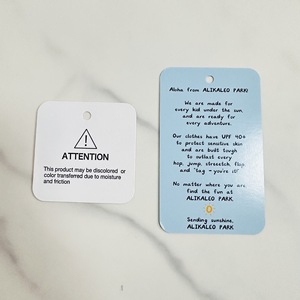 ATTENTION
This product may be discolored or
color transferred due to moisture
and friction
Aloha from ALIKALEO PARK!
We are made for
every kid under the sun,
and are ready for
every adventure.
Our clothes have UPF 40+
to protect sensitive skin
and are built tough
to outlast every
hop, jump, streeetch, flop
and "tag - you're it!"
No matter where you are
find the fun at
ALIKALEO PARK.
Sending sunshine,
ALIKALEO PARK
1